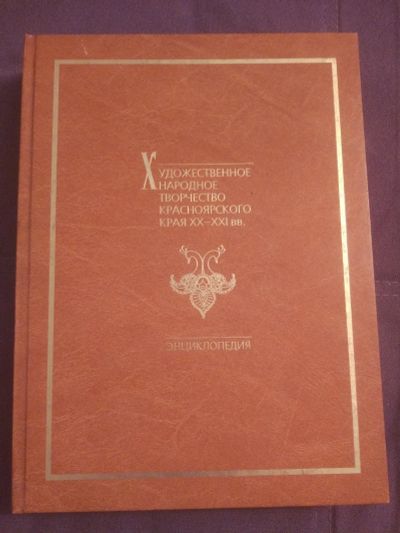 Художественное
народное
творчество
Красноярского
края XX–XXI вв.
Энциклопедия